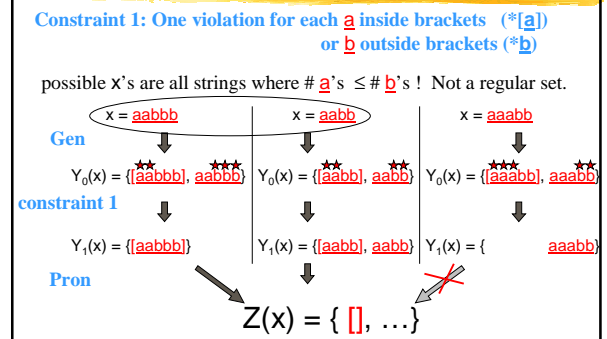 Constraint 1: One violation for each a inside brackets (*[a])
or b outside brackets (*b)
possible x's are all strings where # a's ≤ # b's ! Not a regular set.
x = aabbb x = aabb x = aaabb
Gen
★★ ★★★ ★★ ★★ ★★★ ★★
Y₀(x) = {[aabbb], aabbb} Y₀(x) = {[aabb], aabb} Y₀(x) = {[aaabb], aaabb}
constraint 1
Y₁(x) = {[aabbb]} Y₁(x) = {[aabb], aabb} Y₁(x) = { aaabb}
Pron
Z(x) = { [], …}